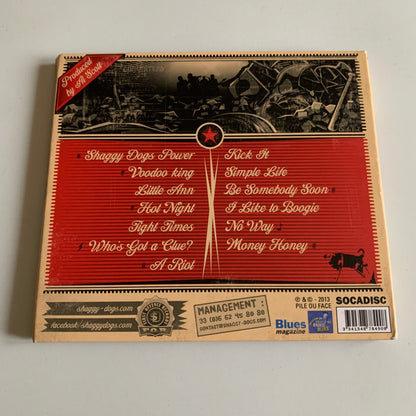 Produced
by Al Scott
Shaggy Dogs Power
Voodoo king
Little Ann
Hot Night
Tight Times
Who's Got a Clue?
A Riot
Kick It
Simple Life
Be Somebody Soon
I Like to Boogie
No Way
Money Honey
shaggy-dogs.com
facebook/shaggydogs.com
MANAGEMENT :
33 (0)6 62 45 80 80
CONTACT@SHAGGY-DOGS.COM
Blues
magazine
℗ & © - 2013
PILE OU FACE
SOCADISC